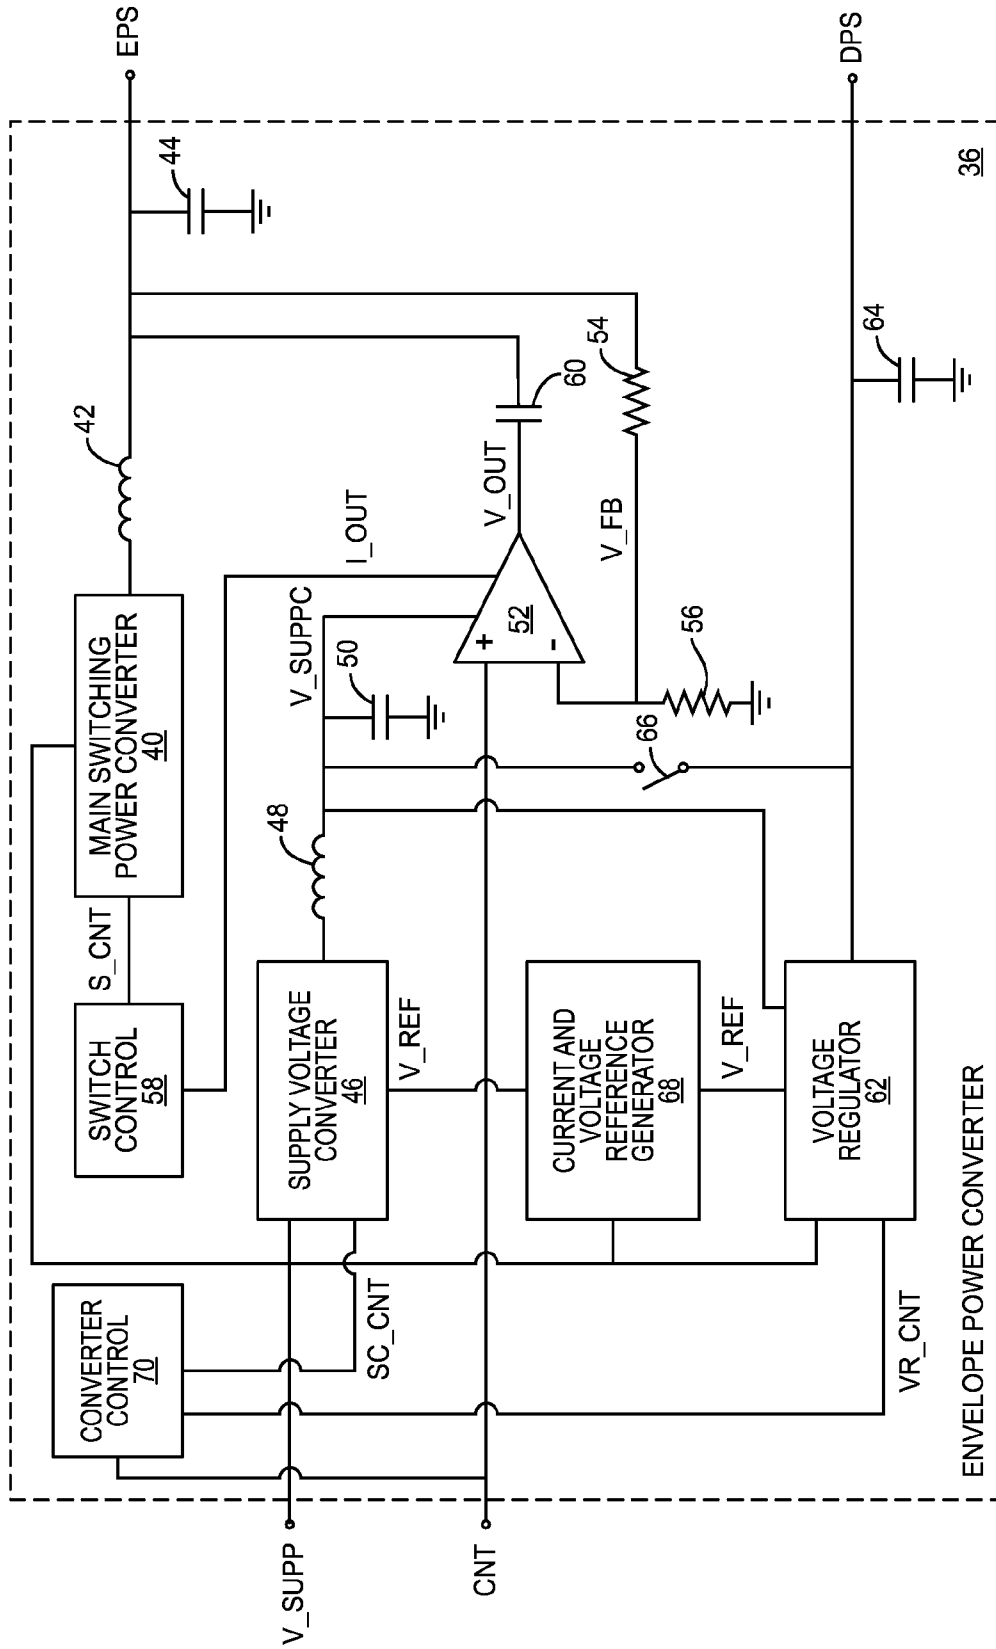 EPS
DPS
36
44
64
42
60
54
V_OUT
V_FB
I_OUT
V_SUPPC
50
52
+
-
56
66
MAIN SWITCHING
POWER CONVERTER
40
48
S_CNT
SWITCH
CONTROL
58
SUPPLY VOLTAGE
CONVERTER
46
V_REF
CURRENT AND
VOLTAGE
REFERENCE
GENERATOR
68
V_REF
VOLTAGE
REGULATOR
62
CONVERTER
CONTROL
70
SC_CNT
VR_CNT
V_SUPP
CNT
ENVELOPE POWER CONVERTER